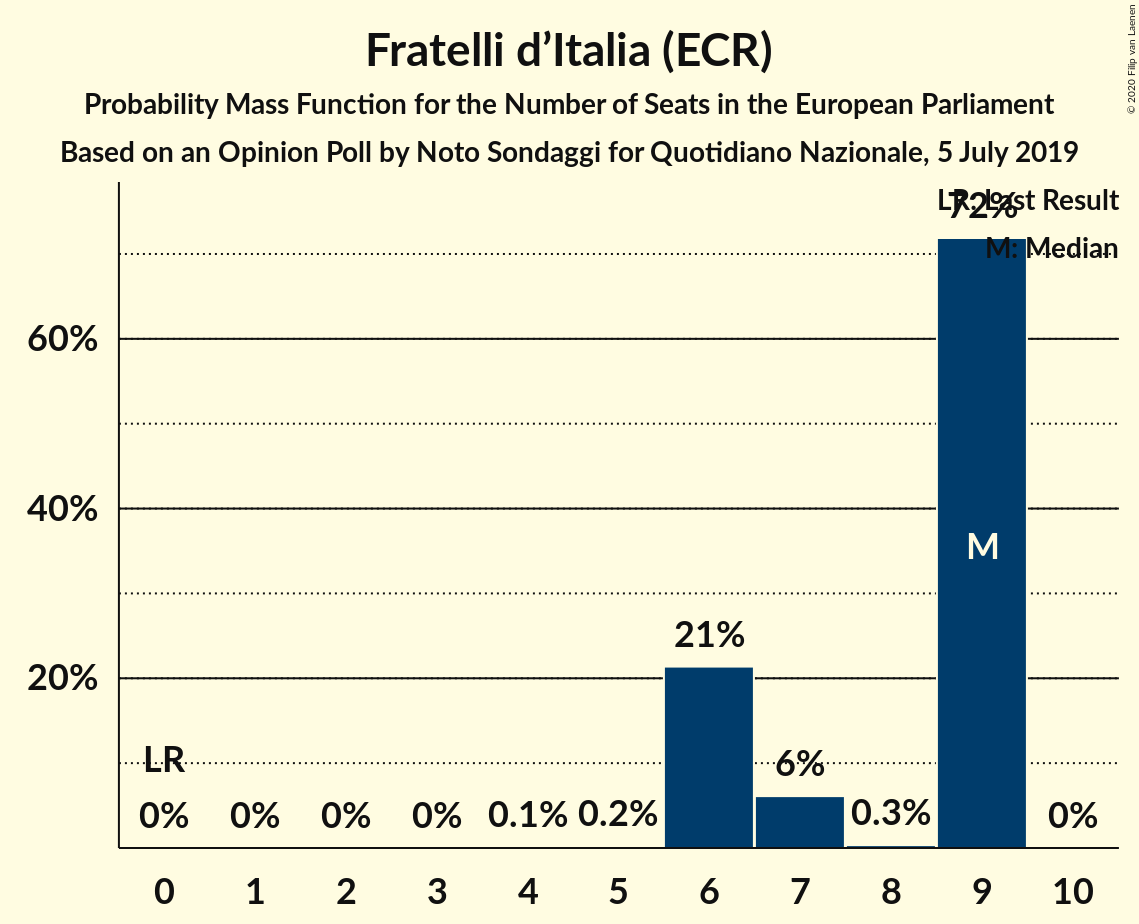 Fratelli d’Italia (ECR)
Probability Mass Function for the Number of Seats in the European Parliament
Based on an Opinion Poll by Noto Sondaggi for Quotidiano Nazionale, 5 July 2019
© 2020 Filip van Laenen
LR: Last Result
M: Median
72%
60%
40%
M
21%
20%
LR
6%
0% 0% 0% 0% 0.1% 0.2% 0.3% 0%
0 1 2 3 4 5 6 7 8 9 10